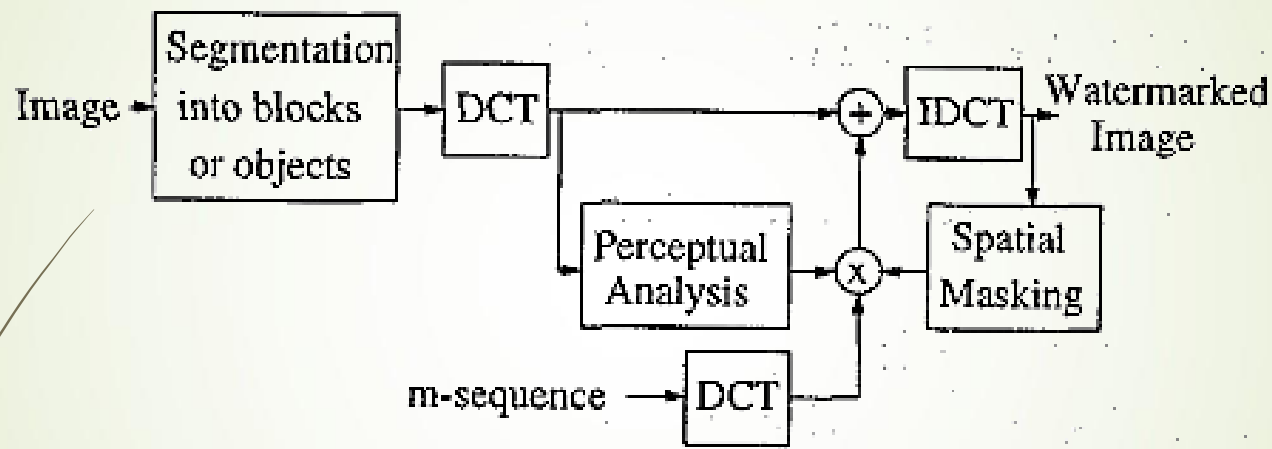 Segmentation
into blocks
or objects
Image
DCT
+
IDCT
Watermarked
Image
Perceptual
Analysis
x
Spatial
Masking
m-sequence
DCT